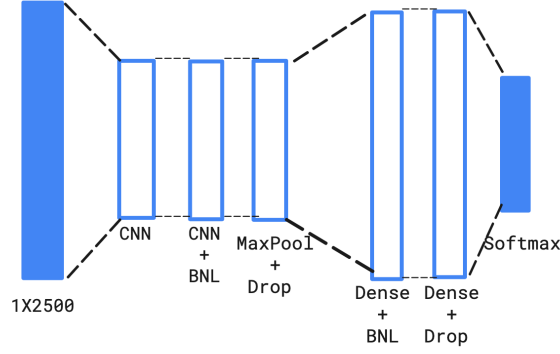 1X2500
CNN
CNN
+
BNL
MaxPool
+
Drop
Dense
+
BNL
Dense
+
Drop
Softmax